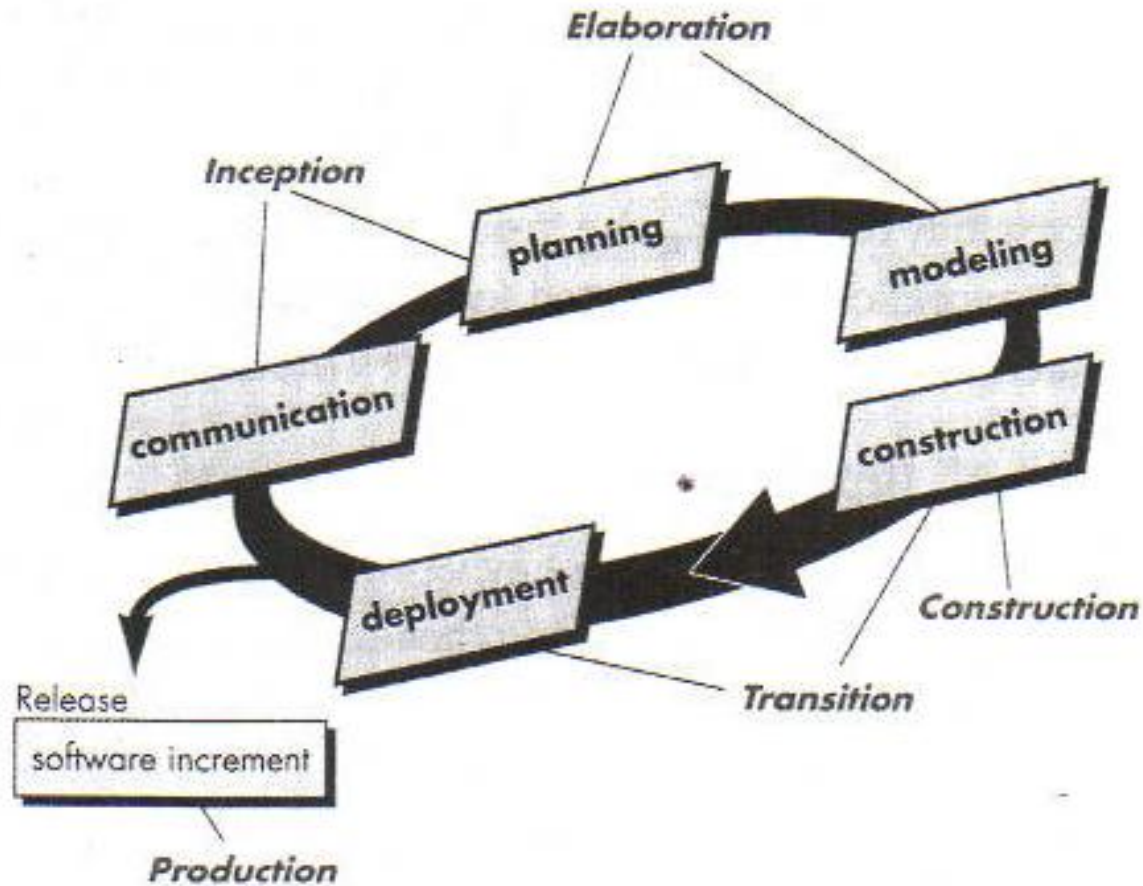 Elaboration
Inception
planning
modeling
communication
construction
deployment
Construction
Transition
Release
software increment
Production